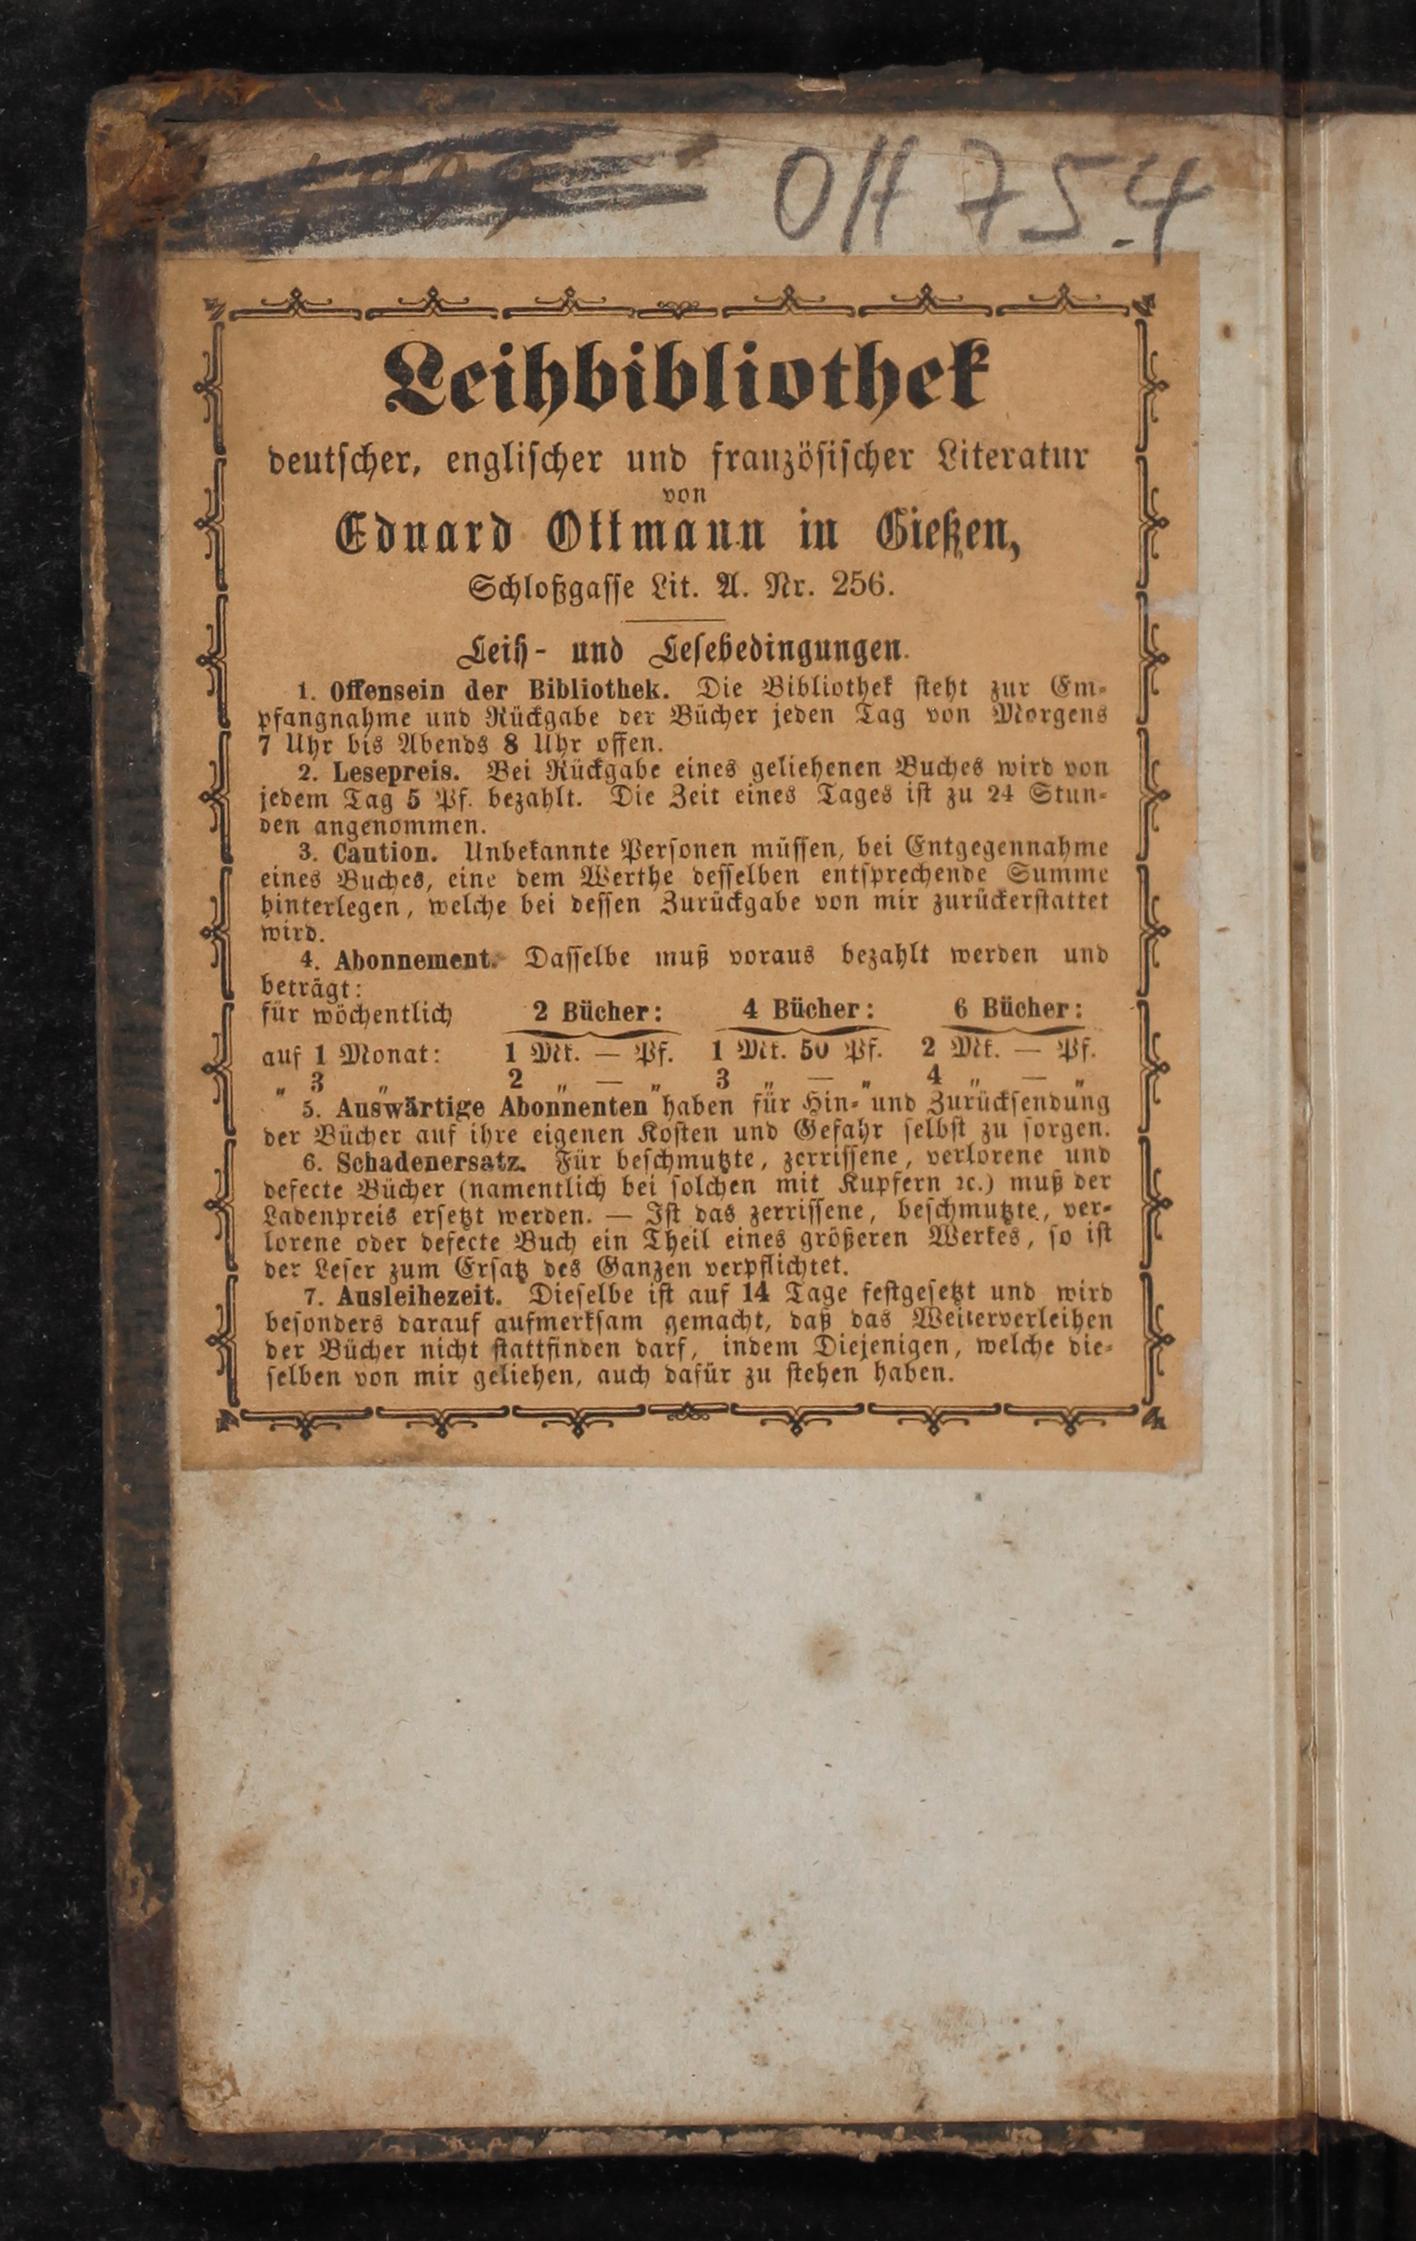 OH 75.4
Leihbibliothek
deutscher, englischer und französischer Literatur
von
Eduard Ottmann in Gießen,
Schloßgasse Lit. A. Nr. 256.
Leih- und Lesebedingungen.
1. Offensein der Bibliothek. Die Bibliothek steht zur Em-
pfangnahme und Rückgabe der Bücher jeden Tag von Morgens
7 Uhr bis Abends 8 Uhr offen.
2. Lesepreis. Bei Rückgabe eines geliehenen Buches wird von
jedem Tag 5 Pf. bezahlt. Die Zeit eines Tages ist zu 24 Stun-
den angenommen.
3. Caution. Unbekannte Personen müssen, bei Entgegennahme
eines Buches, eine dem Werthe desselben entsprechende Summe
hinterlegen, welche bei dessen Zurückgabe von mir zurückerstattet
wird.
4. Abonnement. Dasselbe muß voraus bezahlt werden und
beträgt:
für wöchentlich 2 Bücher: 4 Bücher: 6 Bücher:
auf 1 Monat: 1 Mk. — Pf. 1 Mk. 50 Pf. 2 Mk. — Pf.
„ 3 „ 2 „ — „ 3 „ — „ 4 „ — „
5. Auswärtige Abonnenten haben für Hin- und Zurücksendung
der Bücher auf ihre eigenen Kosten und Gefahr selbst zu sorgen.
6. Schadenersatz. Für beschmutzte, zerrissene, verlorene und
defecte Bücher (namentlich bei solchen mit Kupfern ꝛc.) muß der
Ladenpreis ersetzt werden. — Ist das zerrissene, beschmutzte, ver-
lorene oder defecte Buch ein Theil eines größeren Werkes, so ist
der Leser zum Ersatz des Ganzen verpflichtet.
7. Ausleihezeit. Dieselbe ist auf 14 Tage festgesetzt und wird
besonders darauf aufmerksam gemacht, daß das Weiterverleihen
der Bücher nicht stattfinden darf, indem Diejenigen, welche die-
selben von mir geliehen, auch dafür zu stehen haben.